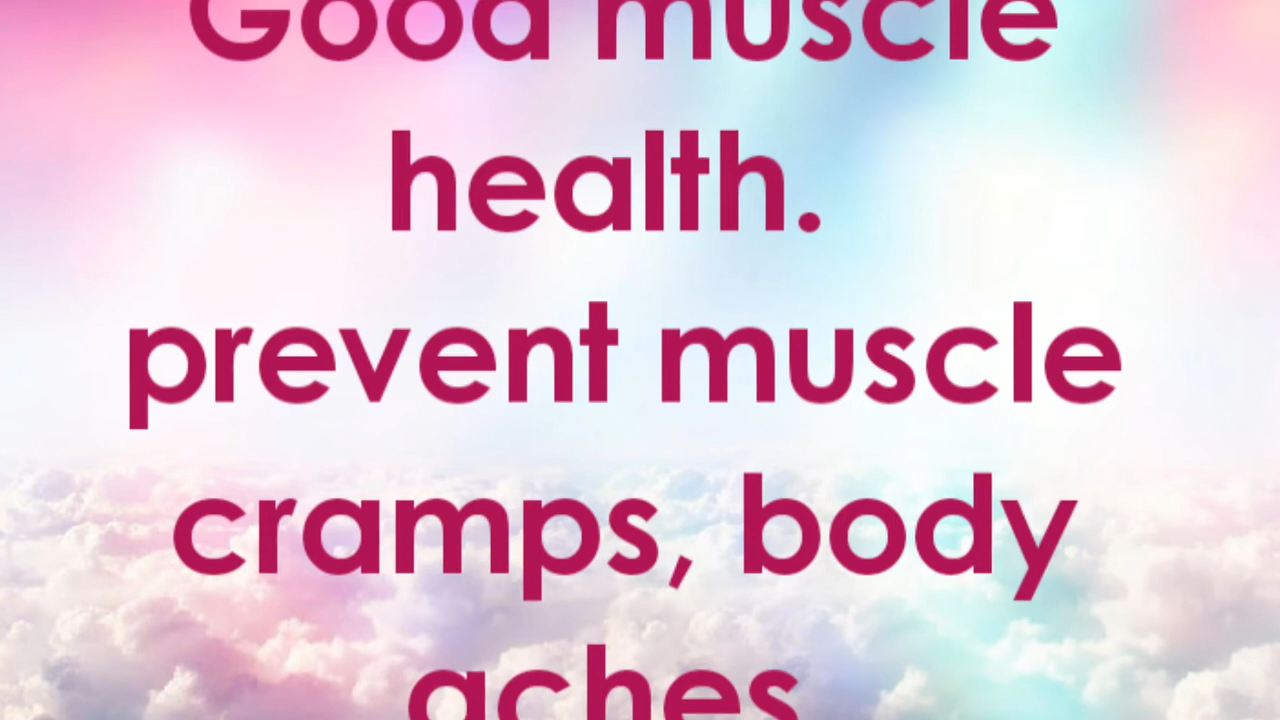 Good muscle
health.
prevent muscle
cramps, body
aches